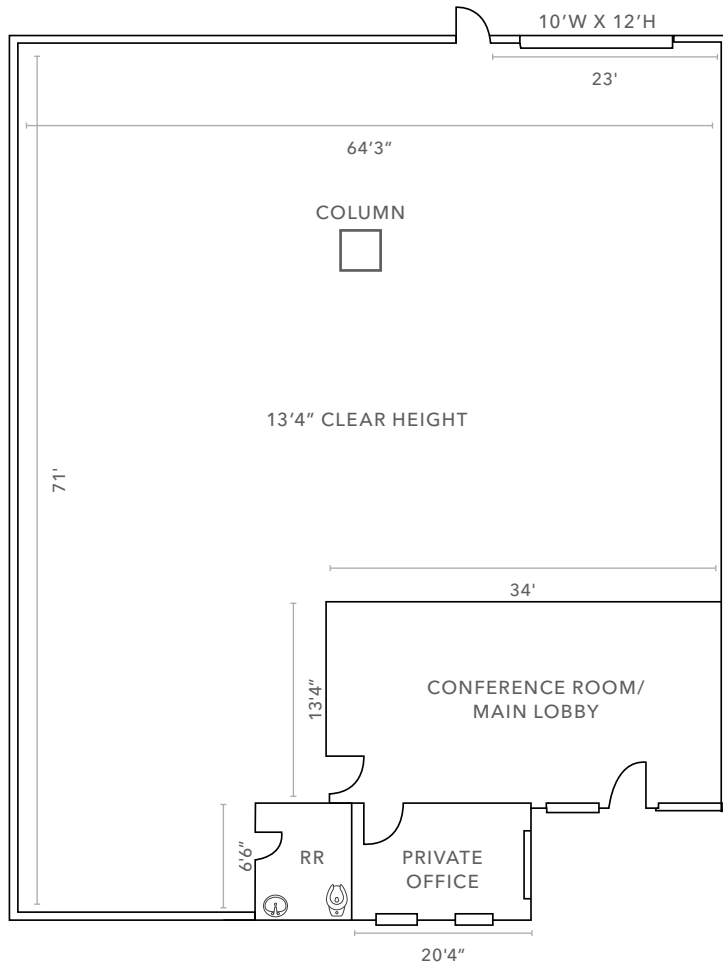 10’W X 12’H
23'
64’3”
COLUMN
13’4” CLEAR HEIGHT
71'
34'
13’4”
CONFERENCE ROOM/
MAIN LOBBY
6’6”
RR
PRIVATE
OFFICE
20’4”